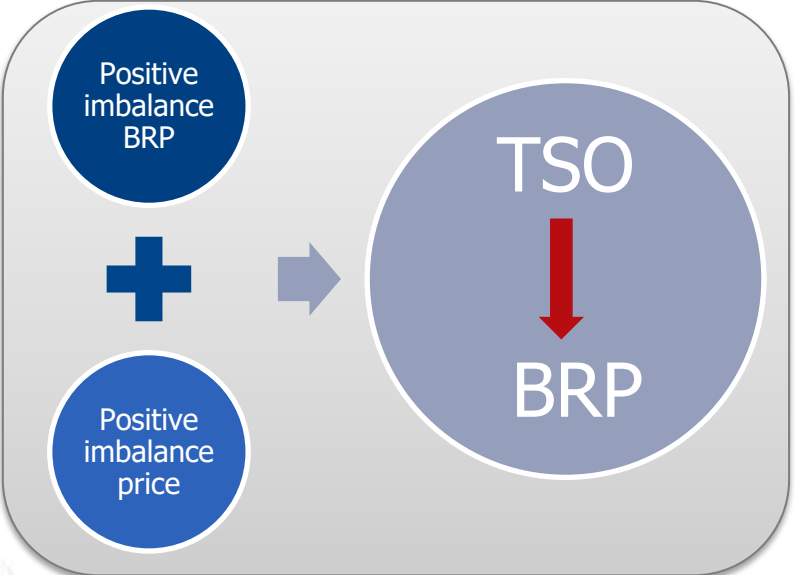 Positive
imbalance
BRP
Positive
imbalance
price
TSO
BRP